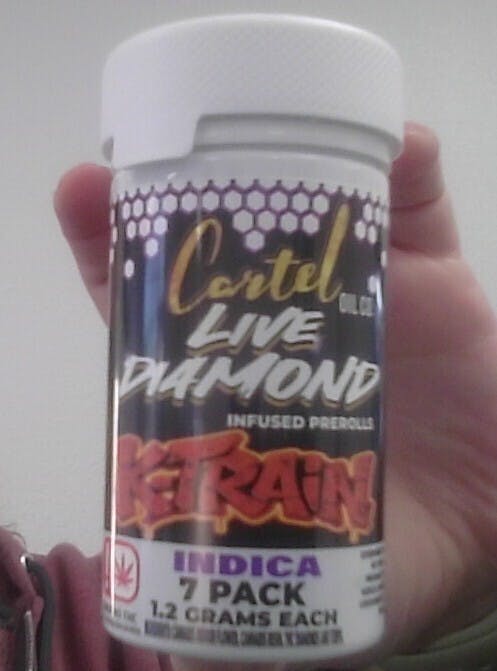 Cartel
OIL CO
LIVE
DIAMOND
INFUSED PREROLLS
K-TRAiN
INDICA
7 PACK
1.2 GRAMS EACH